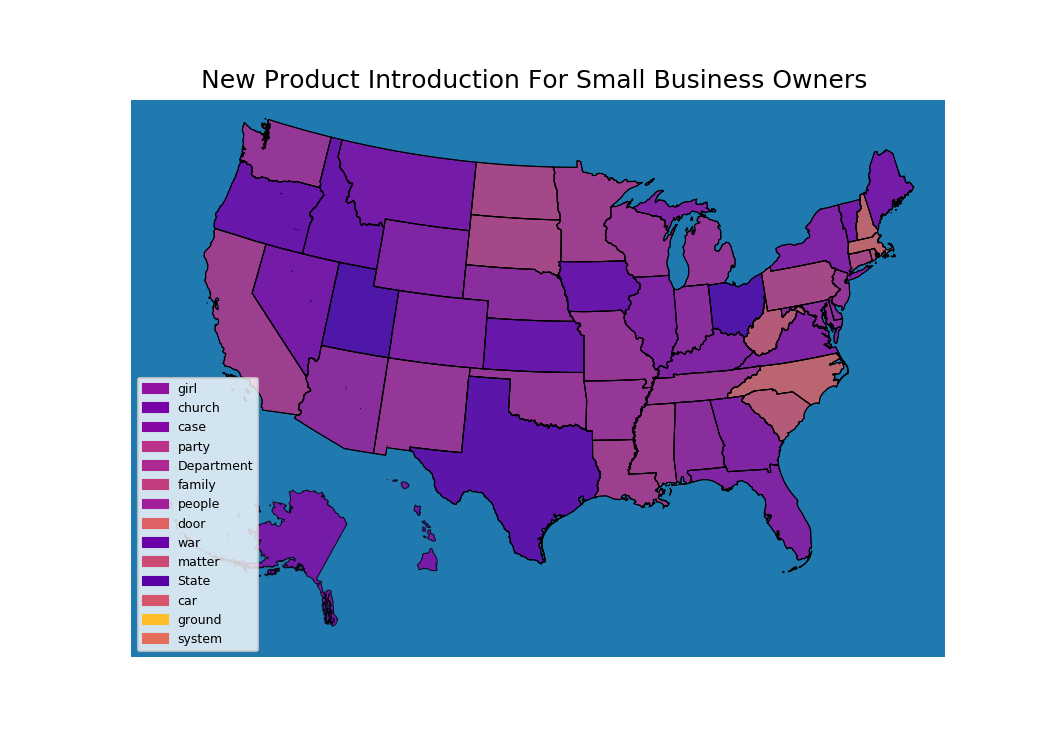 New Product Introduction For Small Business Owners
girl
church
case
party
Department
family
people
door
war
matter
State
car
ground
system